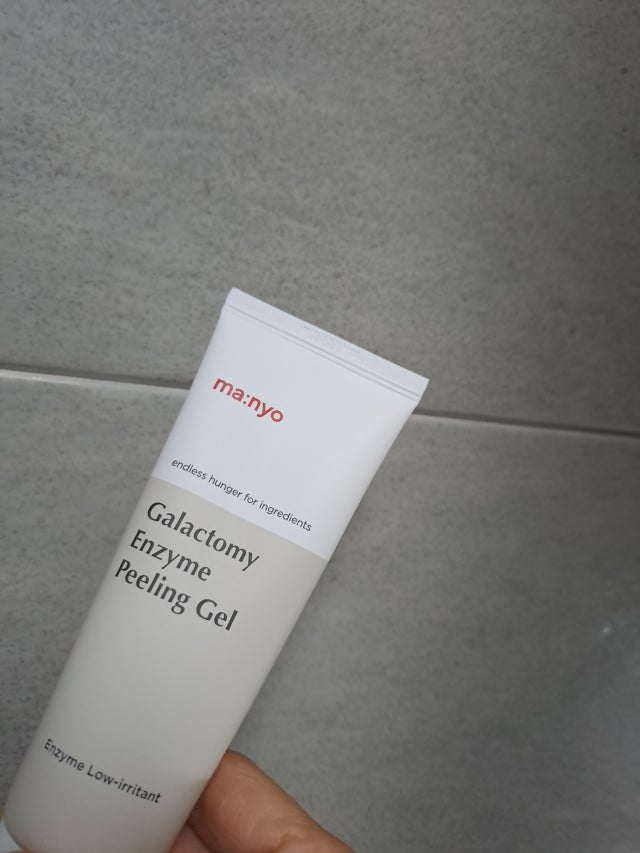 ma:nyo
endless hunger for ingredients
Galactomy
Enzyme
Peeling Gel
Enzyme Low-irritant